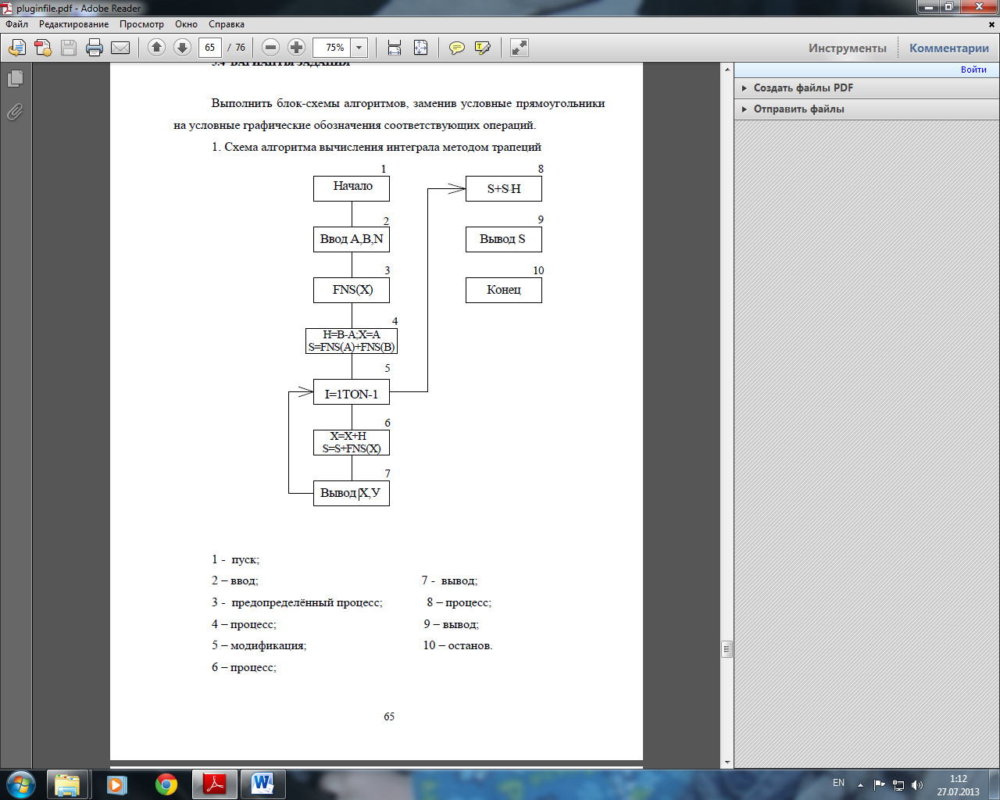 pluginfile.pdf - Adobe Reader
Файл Редактирование Просмотр Окно Справка
65 / 76 75% Инструменты Комментарии
Войти
Создать файлы PDF
Отправить файлы
3.4 ВАРИАНТЫ ЗАДАНИЯ
Выполнить блок-схемы алгоритмов, заменив условные прямоугольники
на условные графические обозначения соответствующих операций.
1. Схема алгоритма вычисления интеграла методом трапеций
1
Начало
2
Ввод A,B,N
3
FNS(X)
4
H=B-A;X=A
S=FNS(A)+FNS(B)
5
I=1TON-1
6
X=X+H
S=S+FNS(X)
7
Вывод X,У
8
S+S·H
9
Вывод S
10
Конец
1 - пуск;
2 – ввод; 7 - вывод;
3 - предопределённый процесс; 8 – процесс;
4 – процесс; 9 – вывод;
5 – модификация; 10 – останов.
6 – процесс;
65
EN 1:12
27.07.2013